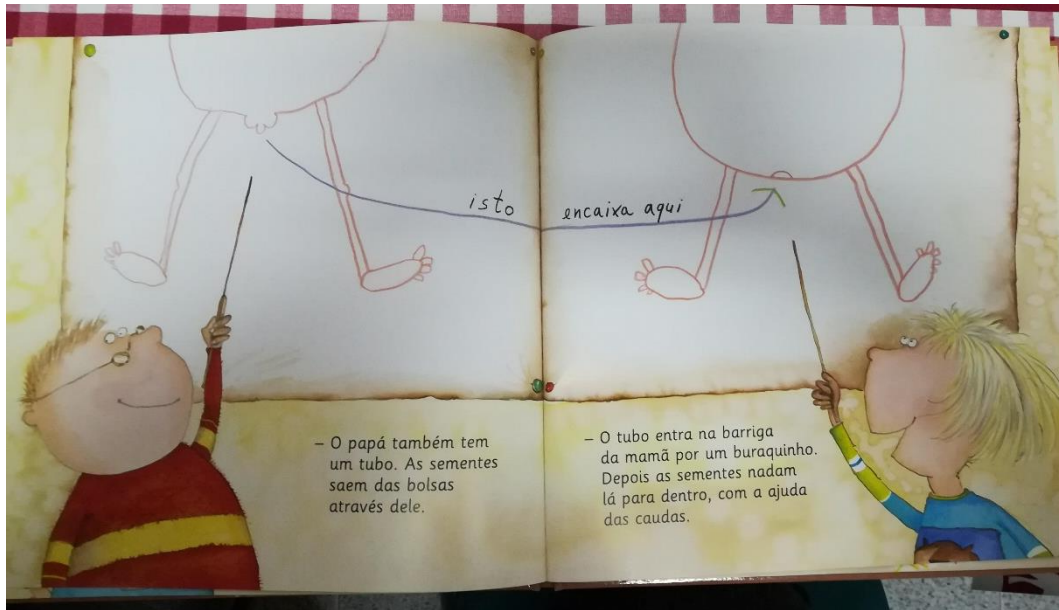 isto encaixa aqui
– O papá também tem
um tubo. As sementes
saem das bolsas
através dele.
– O tubo entra na barriga
da mamã por um buraquinho.
Depois as sementes nadam
lá para dentro, com a ajuda
das caudas.